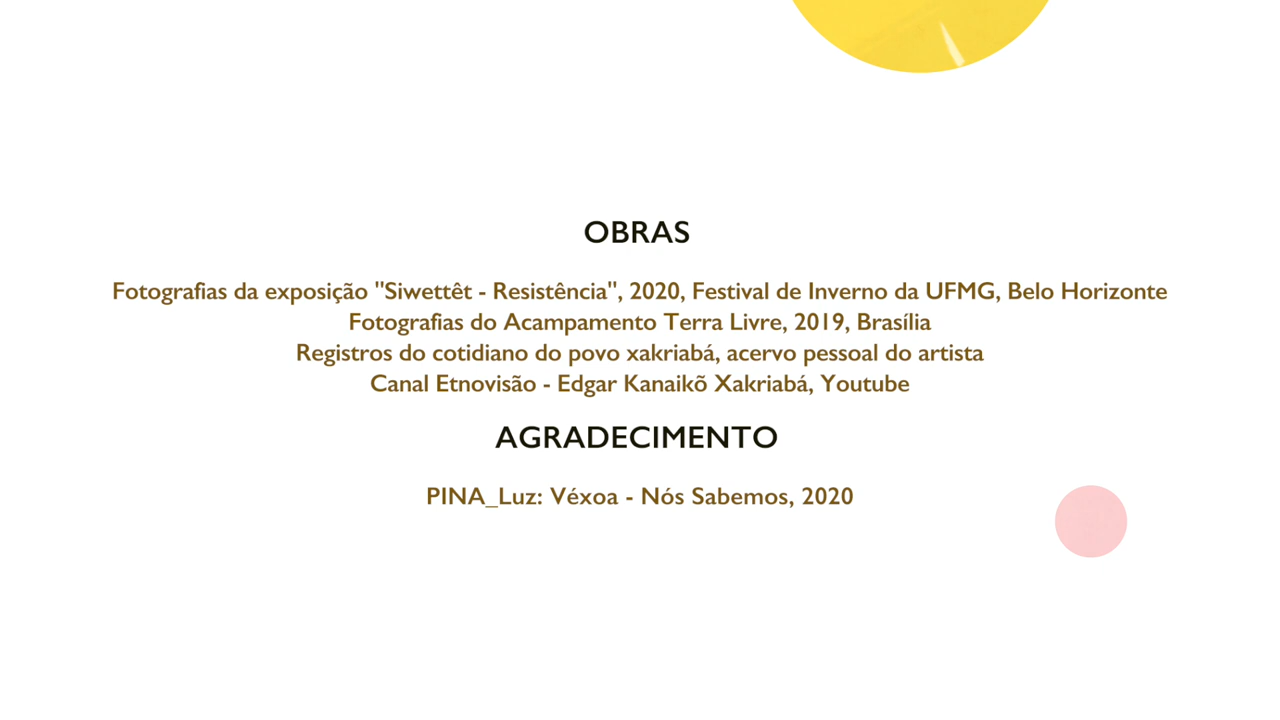 OBRAS
Fotografias da exposição "Siwettêt - Resistência", 2020, Festival de Inverno da UFMG, Belo Horizonte
Fotografias do Acampamento Terra Livre, 2019, Brasília
Registros do cotidiano do povo xakriabá, acervo pessoal do artista
Canal Etnovisão - Edgar Kanaikõ Xakriabá, Youtube
AGRADECIMENTO
PINA_Luz: Véxoa - Nós Sabemos, 2020